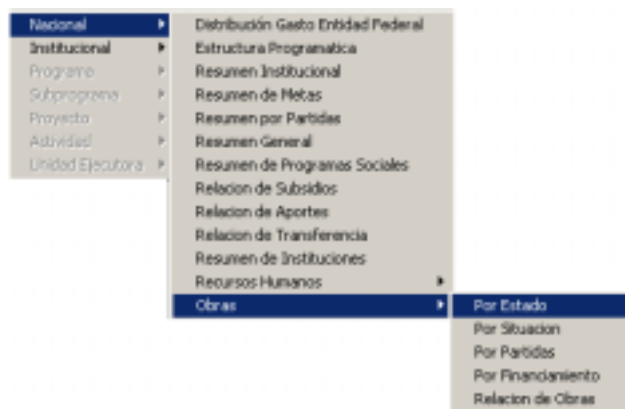 Nacional
Institucional
Programa
Subprograma
Proyecto
Actividad
Unidad Ejecutora
Distribución Gasto Entidad Federal
Estructura Programatica
Resumen Institucional
Resumen de Metas
Resumen por Partidas
Resumen General
Resumen de Programas Sociales
Relacion de Subsidios
Relacion de Aportes
Relacion de Transferencia
Resumen de Instituciones
Recursos Humanos
Obras
Por Estado
Por Situacion
Por Partidas
Por Financiamiento
Relacion de Obras